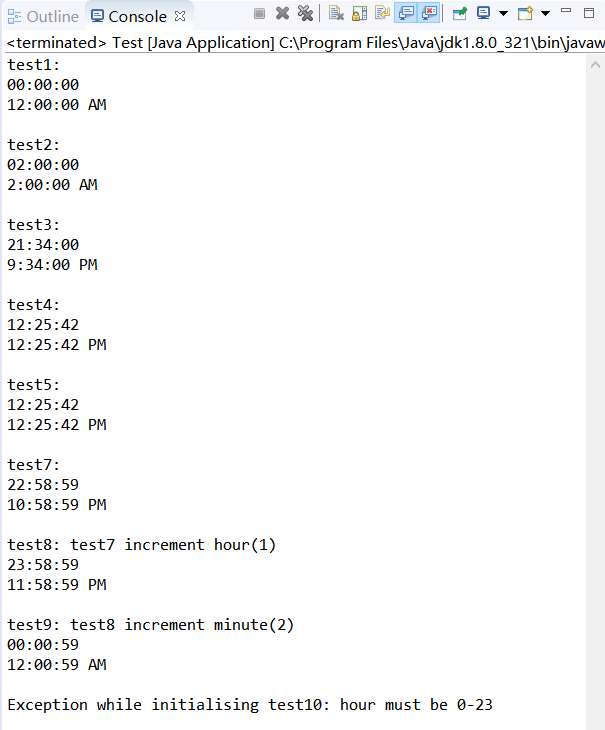 Outline Console
<terminated> Test [Java Application] C:\Program Files\Java\jdk1.8.0_321\bin\javaw
test1:
00:00:00
12:00:00 AM
test2:
02:00:00
2:00:00 AM
test3:
21:34:00
9:34:00 PM
test4:
12:25:42
12:25:42 PM
test5:
12:25:42
12:25:42 PM
test7:
22:58:59
10:58:59 PM
test8: test7 increment hour(1)
23:58:59
11:58:59 PM
test9: test8 increment minute(2)
00:00:59
12:00:59 AM
Exception while initialising test10: hour must be 0-23